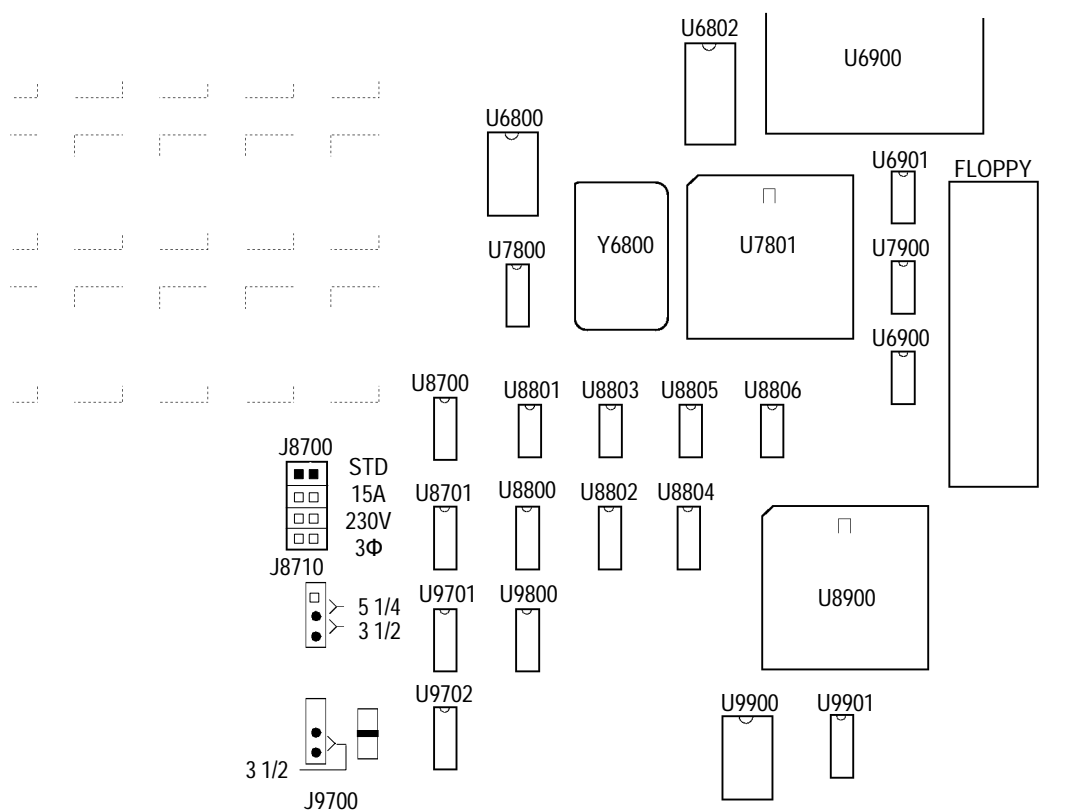 U6802
U6900
U6800
U6901
FLOPPY
U7800
Y6800
U7801
U7900
U6900
U8700
U8801
U8803
U8805
U8806
J8700
STD
15A
230V
3Φ
U8701
U8800
U8802
U8804
J8710
5 1/4
3 1/2
U9701
U9800
U8900
U9702
U9900
U9901
3 1/2
J9700